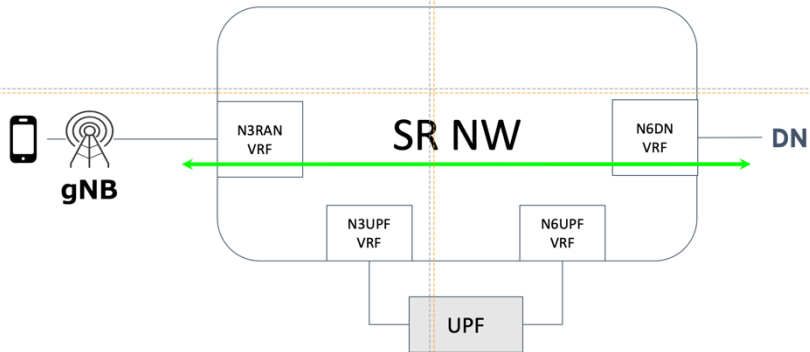 SR NW
N3RAN
VRF
N6DN
VRF
DN
gNB
N3UPF
VRF
N6UPF
VRF
UPF